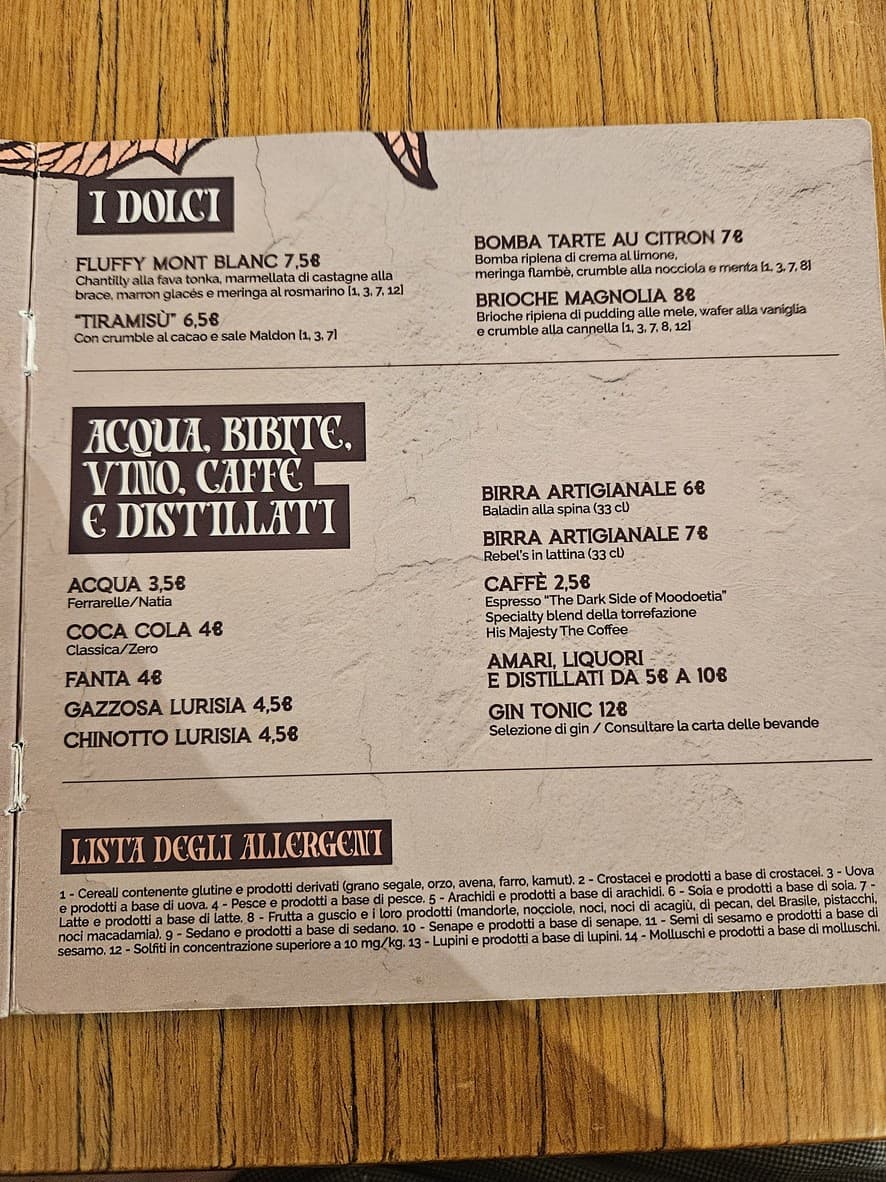 I DOLCI
FLUFFY MONT BLANC 7,5€
Chantilly alla fava tonka, marmellata di castagne alla
brace, marron glacés e meringa al rosmarino [1, 3, 7, 12]
"TIRAMISÙ" 6,5€
Con crumble al cacao e sale Maldon [1, 3, 7]
BOMBA TARTE AU CITRON 7€
Bomba ripiena di crema al limone,
meringa flambè, crumble alla nocciola e menta [1, 3, 7, 8]
BRIOCHE MAGNOLIA 8€
Brioche ripiena di pudding alle mele, wafer alla vaniglia
e crumble alla cannella [1, 3, 7, 8, 12]
ACQUA, BIBITE,
VINO, CAFFÈ
E DISTILLATI
ACQUA 3,5€
Ferrarelle/Natia
COCA COLA 4€
Classica/Zero
FANTA 4€
GAZZOSA LURISIA 4,5€
CHINOTTO LURISIA 4,5€
BIRRA ARTIGIANALE 6€
Baladin alla spina (33 cl)
BIRRA ARTIGIANALE 7€
Rebel's in lattina (33 cl)
CAFFÈ 2,5€
Espresso "The Dark Side of Moodoetia"
Specialty blend della torrefazione
His Majesty The Coffee
AMARI, LIQUORI
E DISTILLATI DA 5€ A 10€
GIN TONIC 12€
Selezione di gin / Consultare la carta delle bevande
LISTA DEGLI ALLERGENI
1 - Cereali contenente glutine e prodotti derivati (grano segale, orzo, avena, farro, kamut). 2 - Crostacei e prodotti a base di crostacei. 3 - Uova
e prodotti a base di uova. 4 - Pesce e prodotti a base di pesce. 5 - Arachidi e prodotti a base di arachidi. 6 - Soia e prodotti a base di soia. 7 -
Latte e prodotti a base di latte. 8 - Frutta a guscio e i loro prodotti (mandorle, nocciole, noci, noci di acagiù, di pecan, del Brasile, pistacchi,
noci macadamia). 9 - Sedano e prodotti a base di sedano. 10 - Senape e prodotti a base di senape. 11 - Semi di sesamo e prodotti a base di
sesamo. 12 - Solfiti in concentrazione superiore a 10 mg/kg. 13 - Lupini e prodotti a base di lupini. 14 - Molluschi e prodotti a base di molluschi.